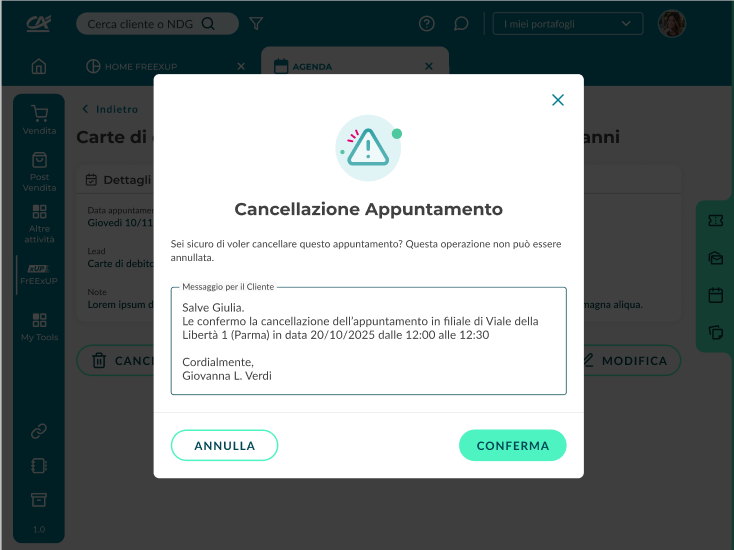 CA
Cerca cliente o NDG
I miei portafogli
HOME FREEXUP
AGENDA
Vendita
Post
Vendita
Altre
attività
eXUP
FrEExUP
My Tools
1.0
Indietro
Carte di
anni
Dettagli
Data appuntame
Giovedì 10/11
Lead
Carte di debito
Note
Lorem ipsum d
magna aliqua.
CANCE
MODIFICA
Cancellazione Appuntamento
Sei sicuro di voler cancellare questo appuntamento? Questa operazione non può essere
annullata.
Messaggio per il Cliente
Salve Giulia.
Le confermo la cancellazione dell'appuntamento in filiale di Viale della
Libertà 1 (Parma) in data 20/10/2025 dalle 12:00 alle 12:30
Cordialmente,
Giovanna L. Verdi
ANNULLA
CONFERMA